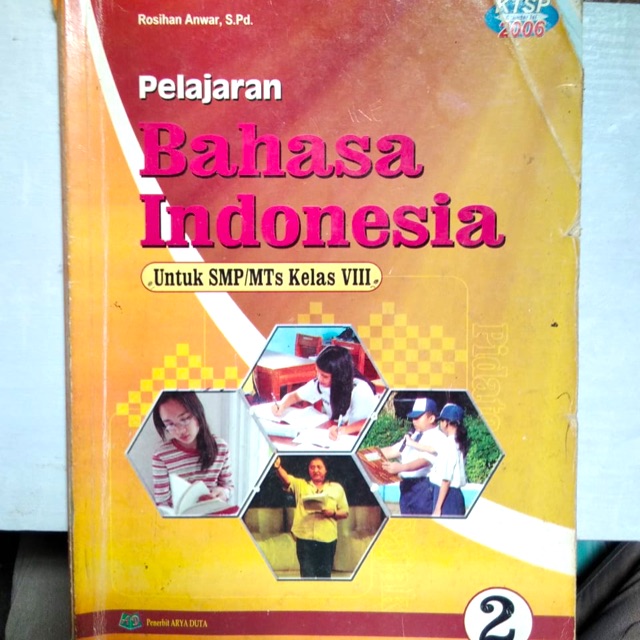 Rosihan Anwar, S.Pd.
KTSP
2006
Pelajaran
Bahasa
Indonesia
Untuk SMP/MTs Kelas VIII
Pidato
Penerbit ARYA DUTA
2